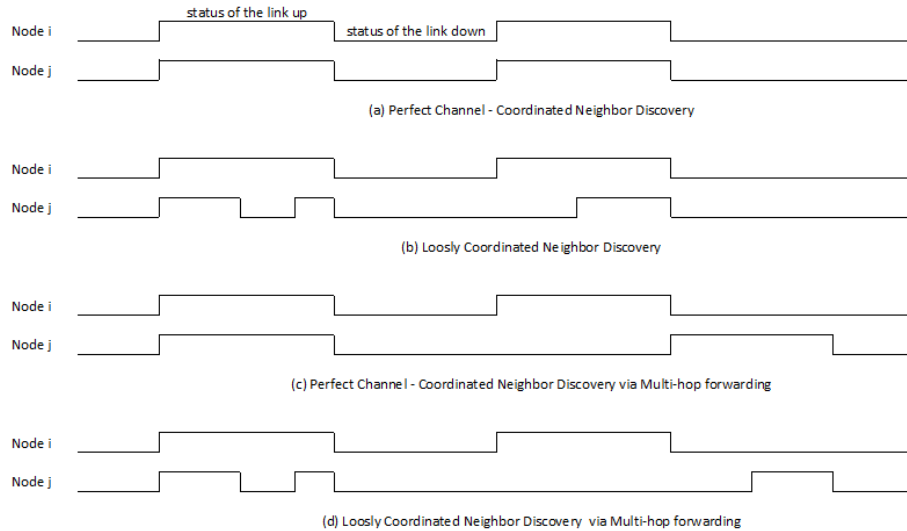 status of the link up
Node i
status of the link down
Node j
(a) Perfect Channel - Coordinated Neighbor Discovery
Node i
Node j
(b) Loosly Coordinated Neighbor Discovery
Node i
Node j
(c) Perfect Channel - Coordinated Neighbor Discovery via Multi-hop forwarding
Node i
Node j
(d) Loosly Coordinated Neighbor Discovery via Multi-hop forwarding